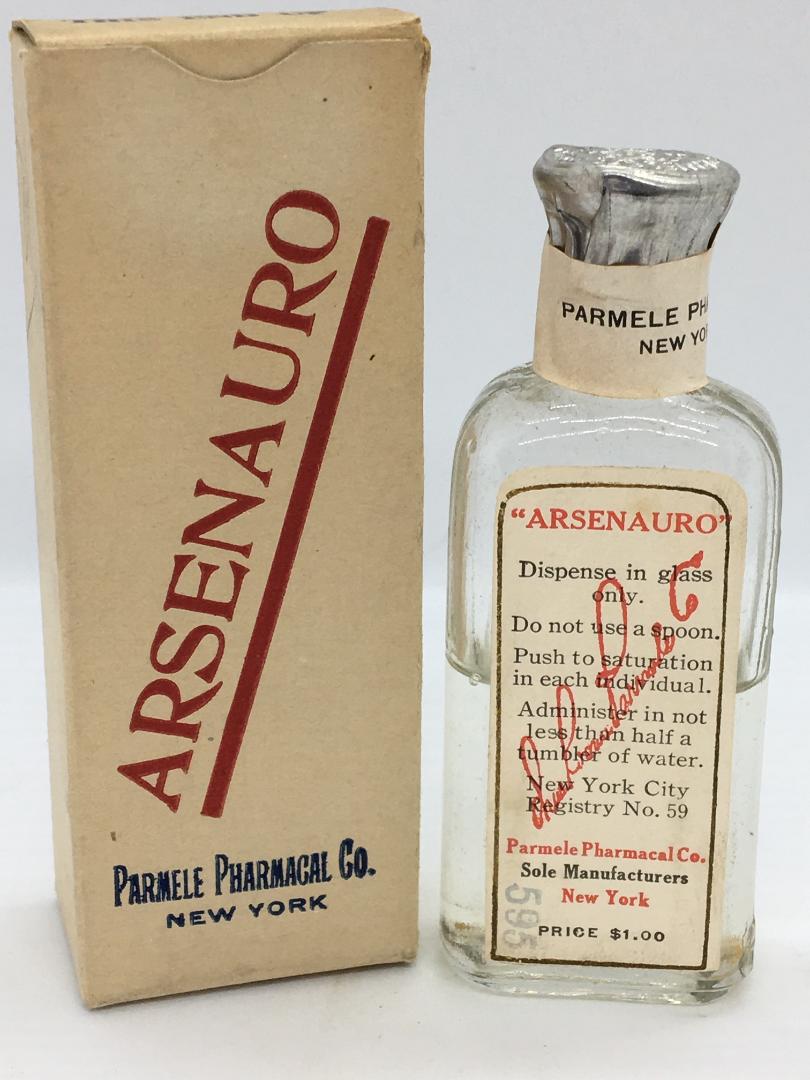 ARSENAURO
PARMELE PHARMACAL CO.
NEW YORK
PARMELE PH
NEW YO
"ARSENAURO"
Dispense in glass
only.
Do not use a spoon.
Push to saturation
in each individual.
Administer in not
less than half a
tumbler of water.
New York City
Registry No. 59
Parmele Pharmacal Co.
Sole Manufacturers
New York
595
PRICE $1.00